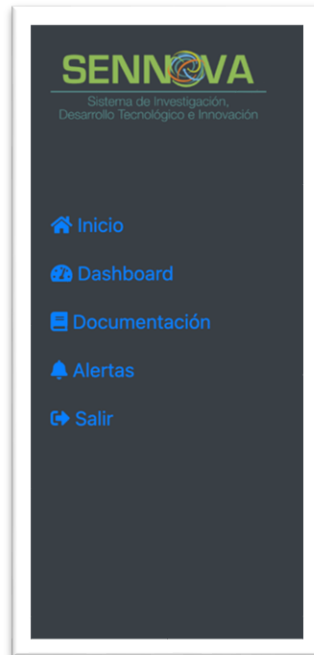 SENNOVA
Sistema de Investigación,
Desarrollo Tecnológico e Innovación
Inicio
Dashboard
Documentación
Alertas
Salir